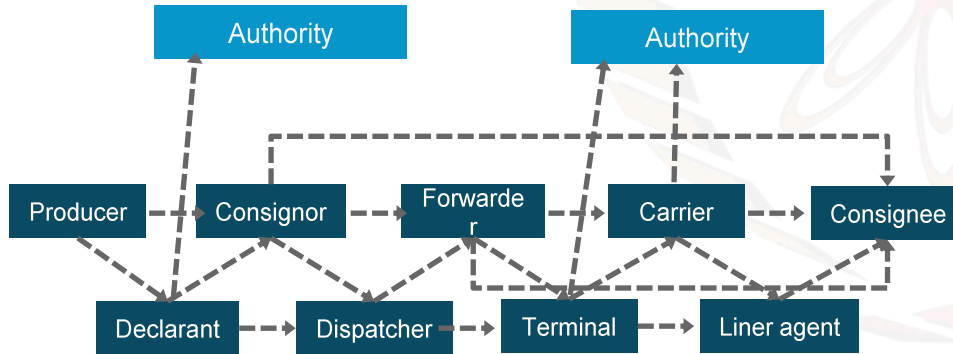 Authority
Authority
Producer
Consignor
Forwarde
r
Carrier
Consignee
Declarant
Dispatcher
Terminal
Liner agent